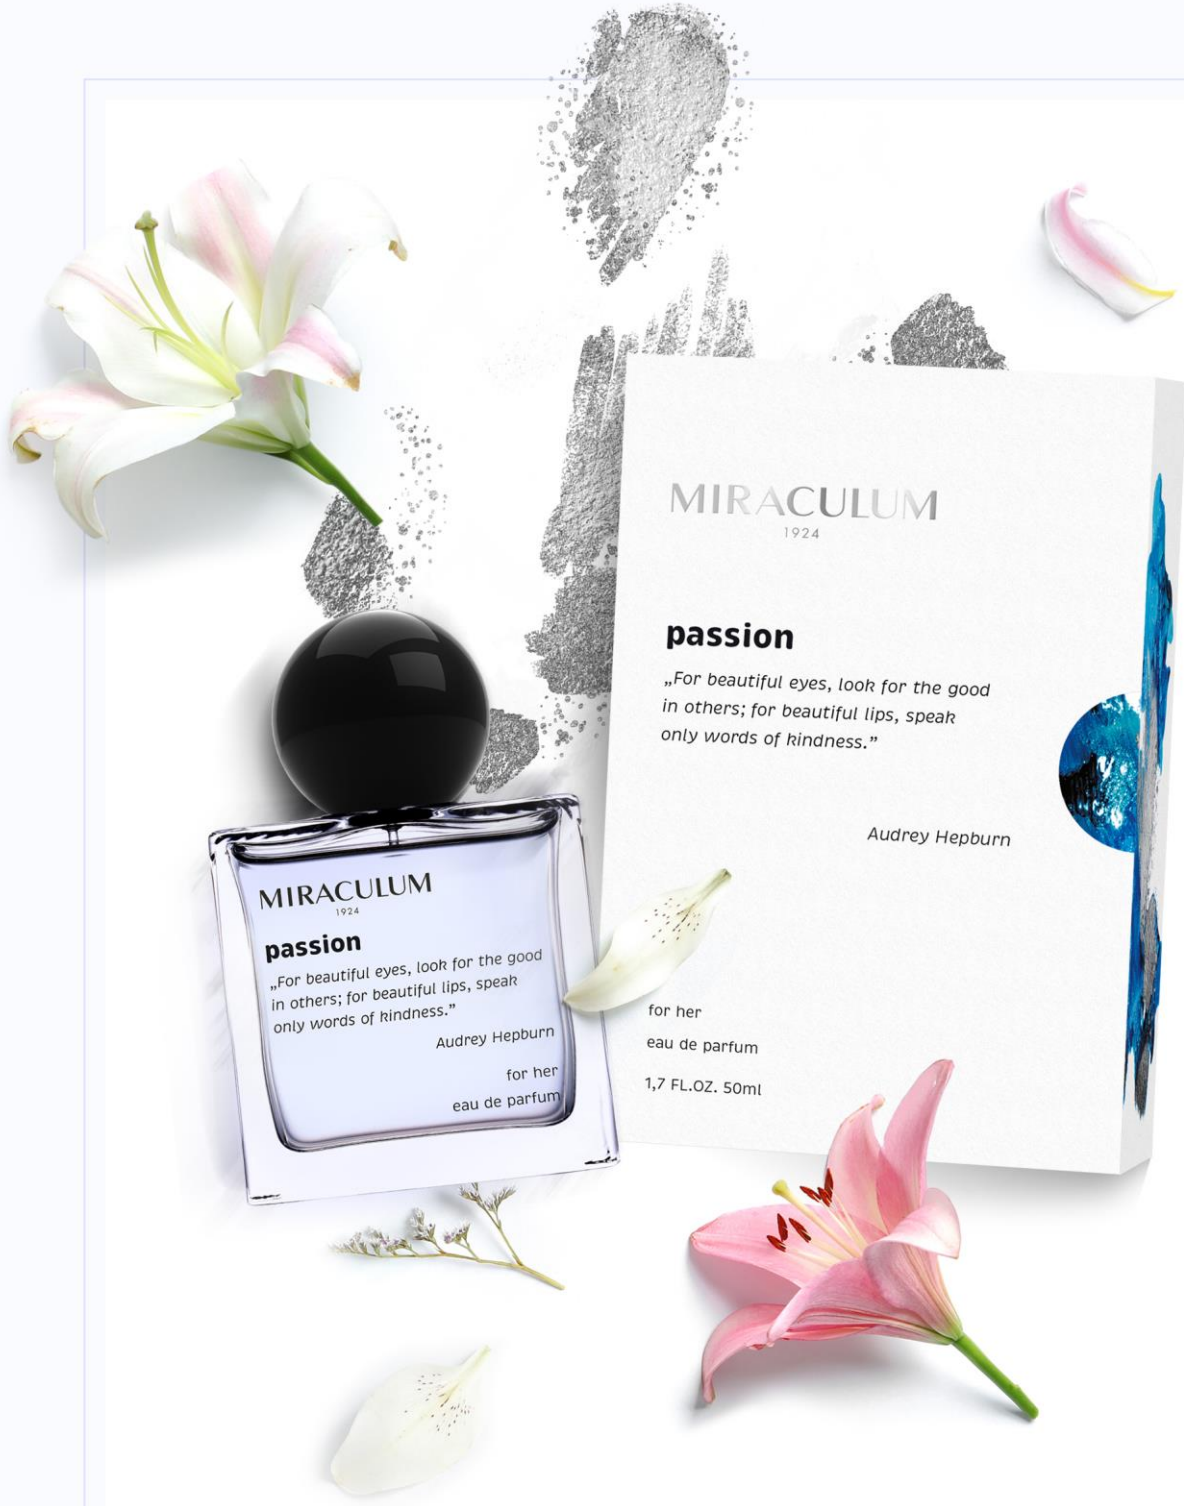 MIRACULUM
1924
passion
„For beautiful eyes, look for the good
in others; for beautiful lips, speak
only words of kindness.”
Audrey Hepburn
for her
eau de parfum
1,7 FL.OZ. 50ml
MIRACULUM
1924
passion
„For beautiful eyes, look for the good
in others; for beautiful lips, speak
only words of kindness.”
Audrey Hepburn
for her
eau de parfum